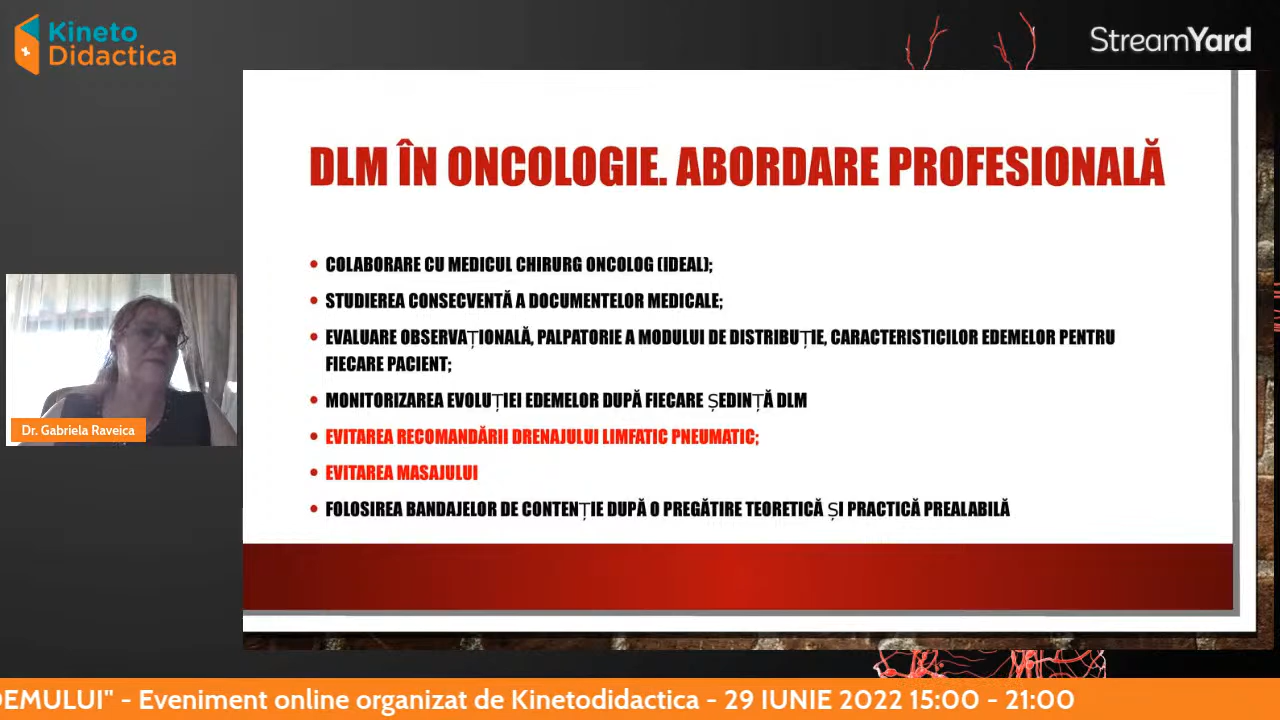 Kineto
Didactica
StreamYard
DLM ÎN ONCOLOGIE. ABORDARE PROFESIONALĂ
• COLABORARE CU MEDICUL CHIRURG ONCOLOG (IDEAL);
• STUDIEREA CONSECVENTĂ A DOCUMENTELOR MEDICALE;
• EVALUARE OBSERVAȚIONALĂ, PALPATORIE A MODULUI DE DISTRIBUȚIE, CARACTERISTICILOR EDEMELOR PENTRU
FIECARE PACIENT;
• MONITORIZAREA EVOLUȚIEI EDEMELOR DUPĂ FIECARE ȘEDINȚĂ DLM
• EVITAREA RECOMANDĂRII DRENAJULUI LIMFATIC PNEUMATIC;
• EVITAREA MASAJULUI
• FOLOSIREA BANDAJELOR DE CONTENȚIE DUPĂ O PREGĂTIRE TEORETICĂ ȘI PRACTICĂ PREALABILĂ
Dr. Gabriela Raveica
DEMULUI" - Eveniment online organizat de Kinetodidactica - 29 IUNIE 2022 15:00 - 21:00